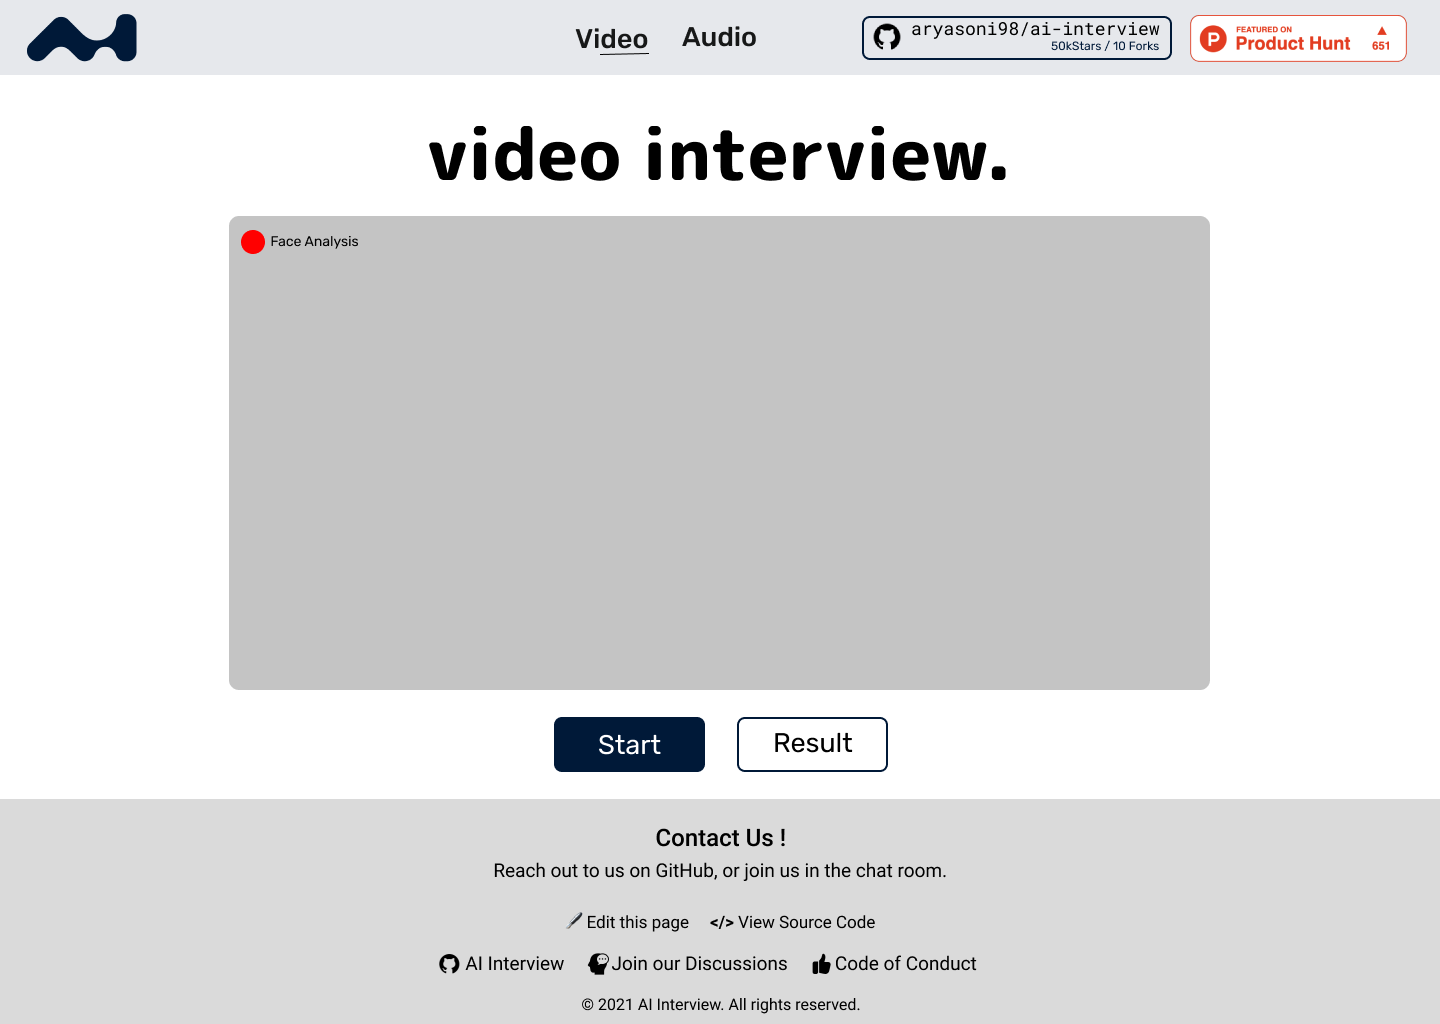 Video Audio
aryasoni98/ai-interview
50kStars / 10 Forks
FEATURED ON
Product Hunt
651
video interview.
Face Analysis
Start Result
Contact Us !
Reach out to us on GitHub, or join us in the chat room.
Edit this page </> View Source Code
AI Interview Join our Discussions Code of Conduct
© 2021 AI Interview. All rights reserved.